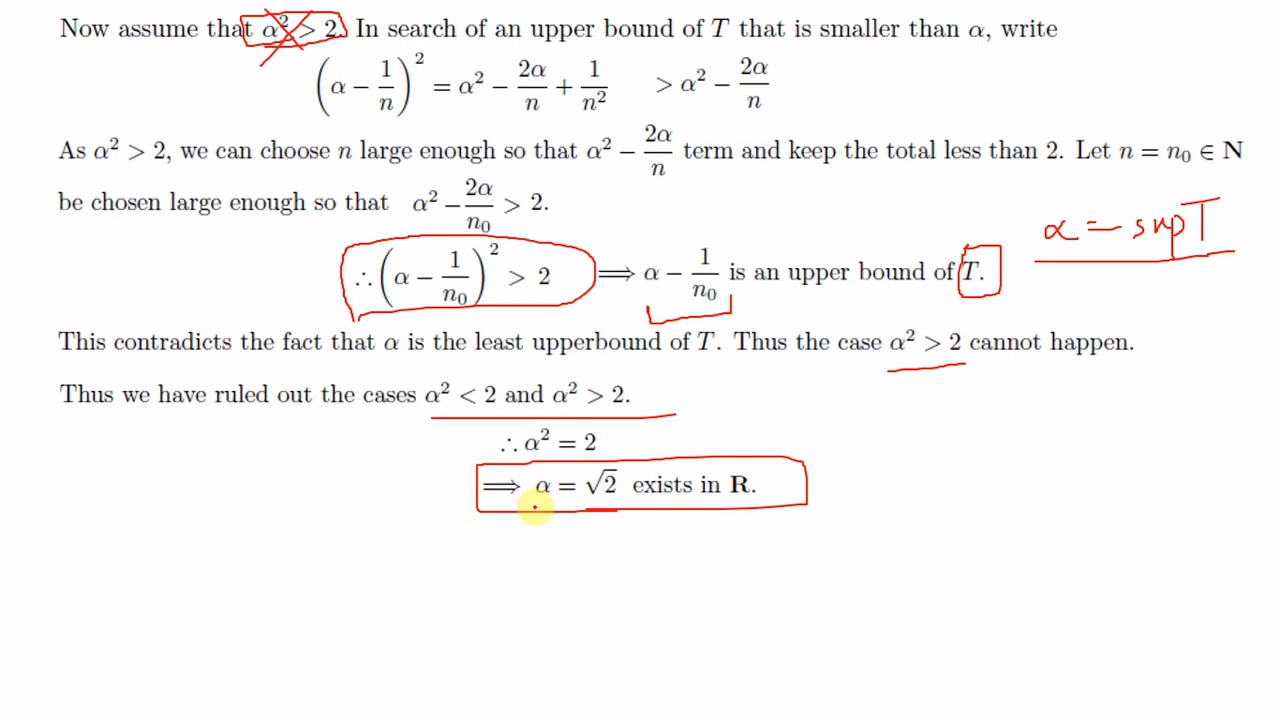 Now assume that α² > 2. In search of an upper bound of T that is smaller than α, write
(α − 1/n)² = α² − 2α/n + 1/n² > α² − 2α/n
As α² > 2, we can choose n large enough so that α² − 2α/n term and keep the total less than 2. Let n = n₀ ∈ N
be chosen large enough so that α² − 2α/n₀ > 2.
α = supT
∴ (α − 1/n₀)² > 2 ⟹ α − 1/n₀ is an upper bound of T.
This contradicts the fact that α is the least upperbound of T. Thus the case α² > 2 cannot happen.
Thus we have ruled out the cases α² < 2 and α² > 2.
∴ α² = 2
⟹ α = √2 exists in R.